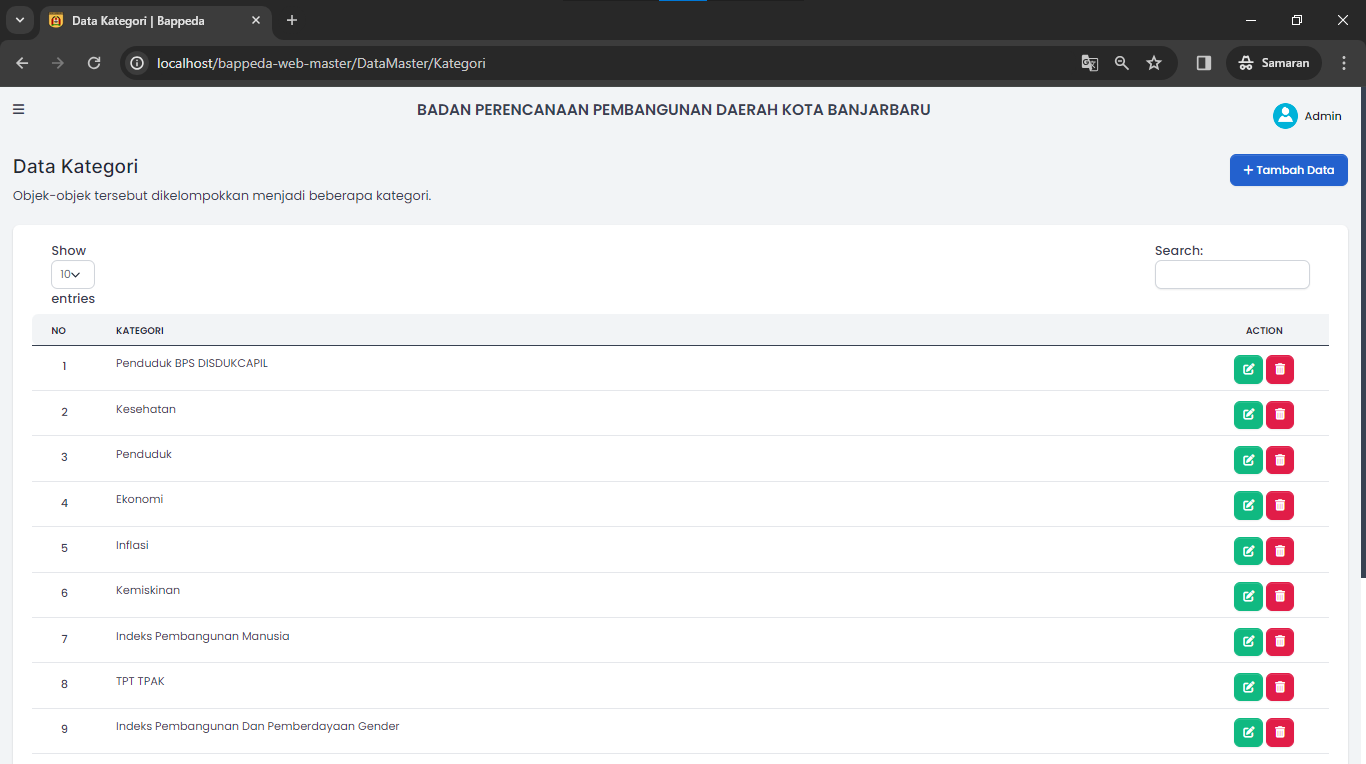 Data Kategori | Bappeda
localhost/bappeda-web-master/DataMaster/Kategori
Samaran
BADAN PERENCANAAN PEMBANGUNAN DAERAH KOTA BANJARBARU
Admin
Data Kategori
+ Tambah Data
Objek-objek tersebut dikelompokkan menjadi beberapa kategori.
Show
10
entries
Search:
NO KATEGORI ACTION
1 Penduduk BPS DISDUKCAPIL
2 Kesehatan
3 Penduduk
4 Ekonomi
5 Inflasi
6 Kemiskinan
7 Indeks Pembangunan Manusia
8 TPT TPAK
9 Indeks Pembangunan Dan Pemberdayaan Gender